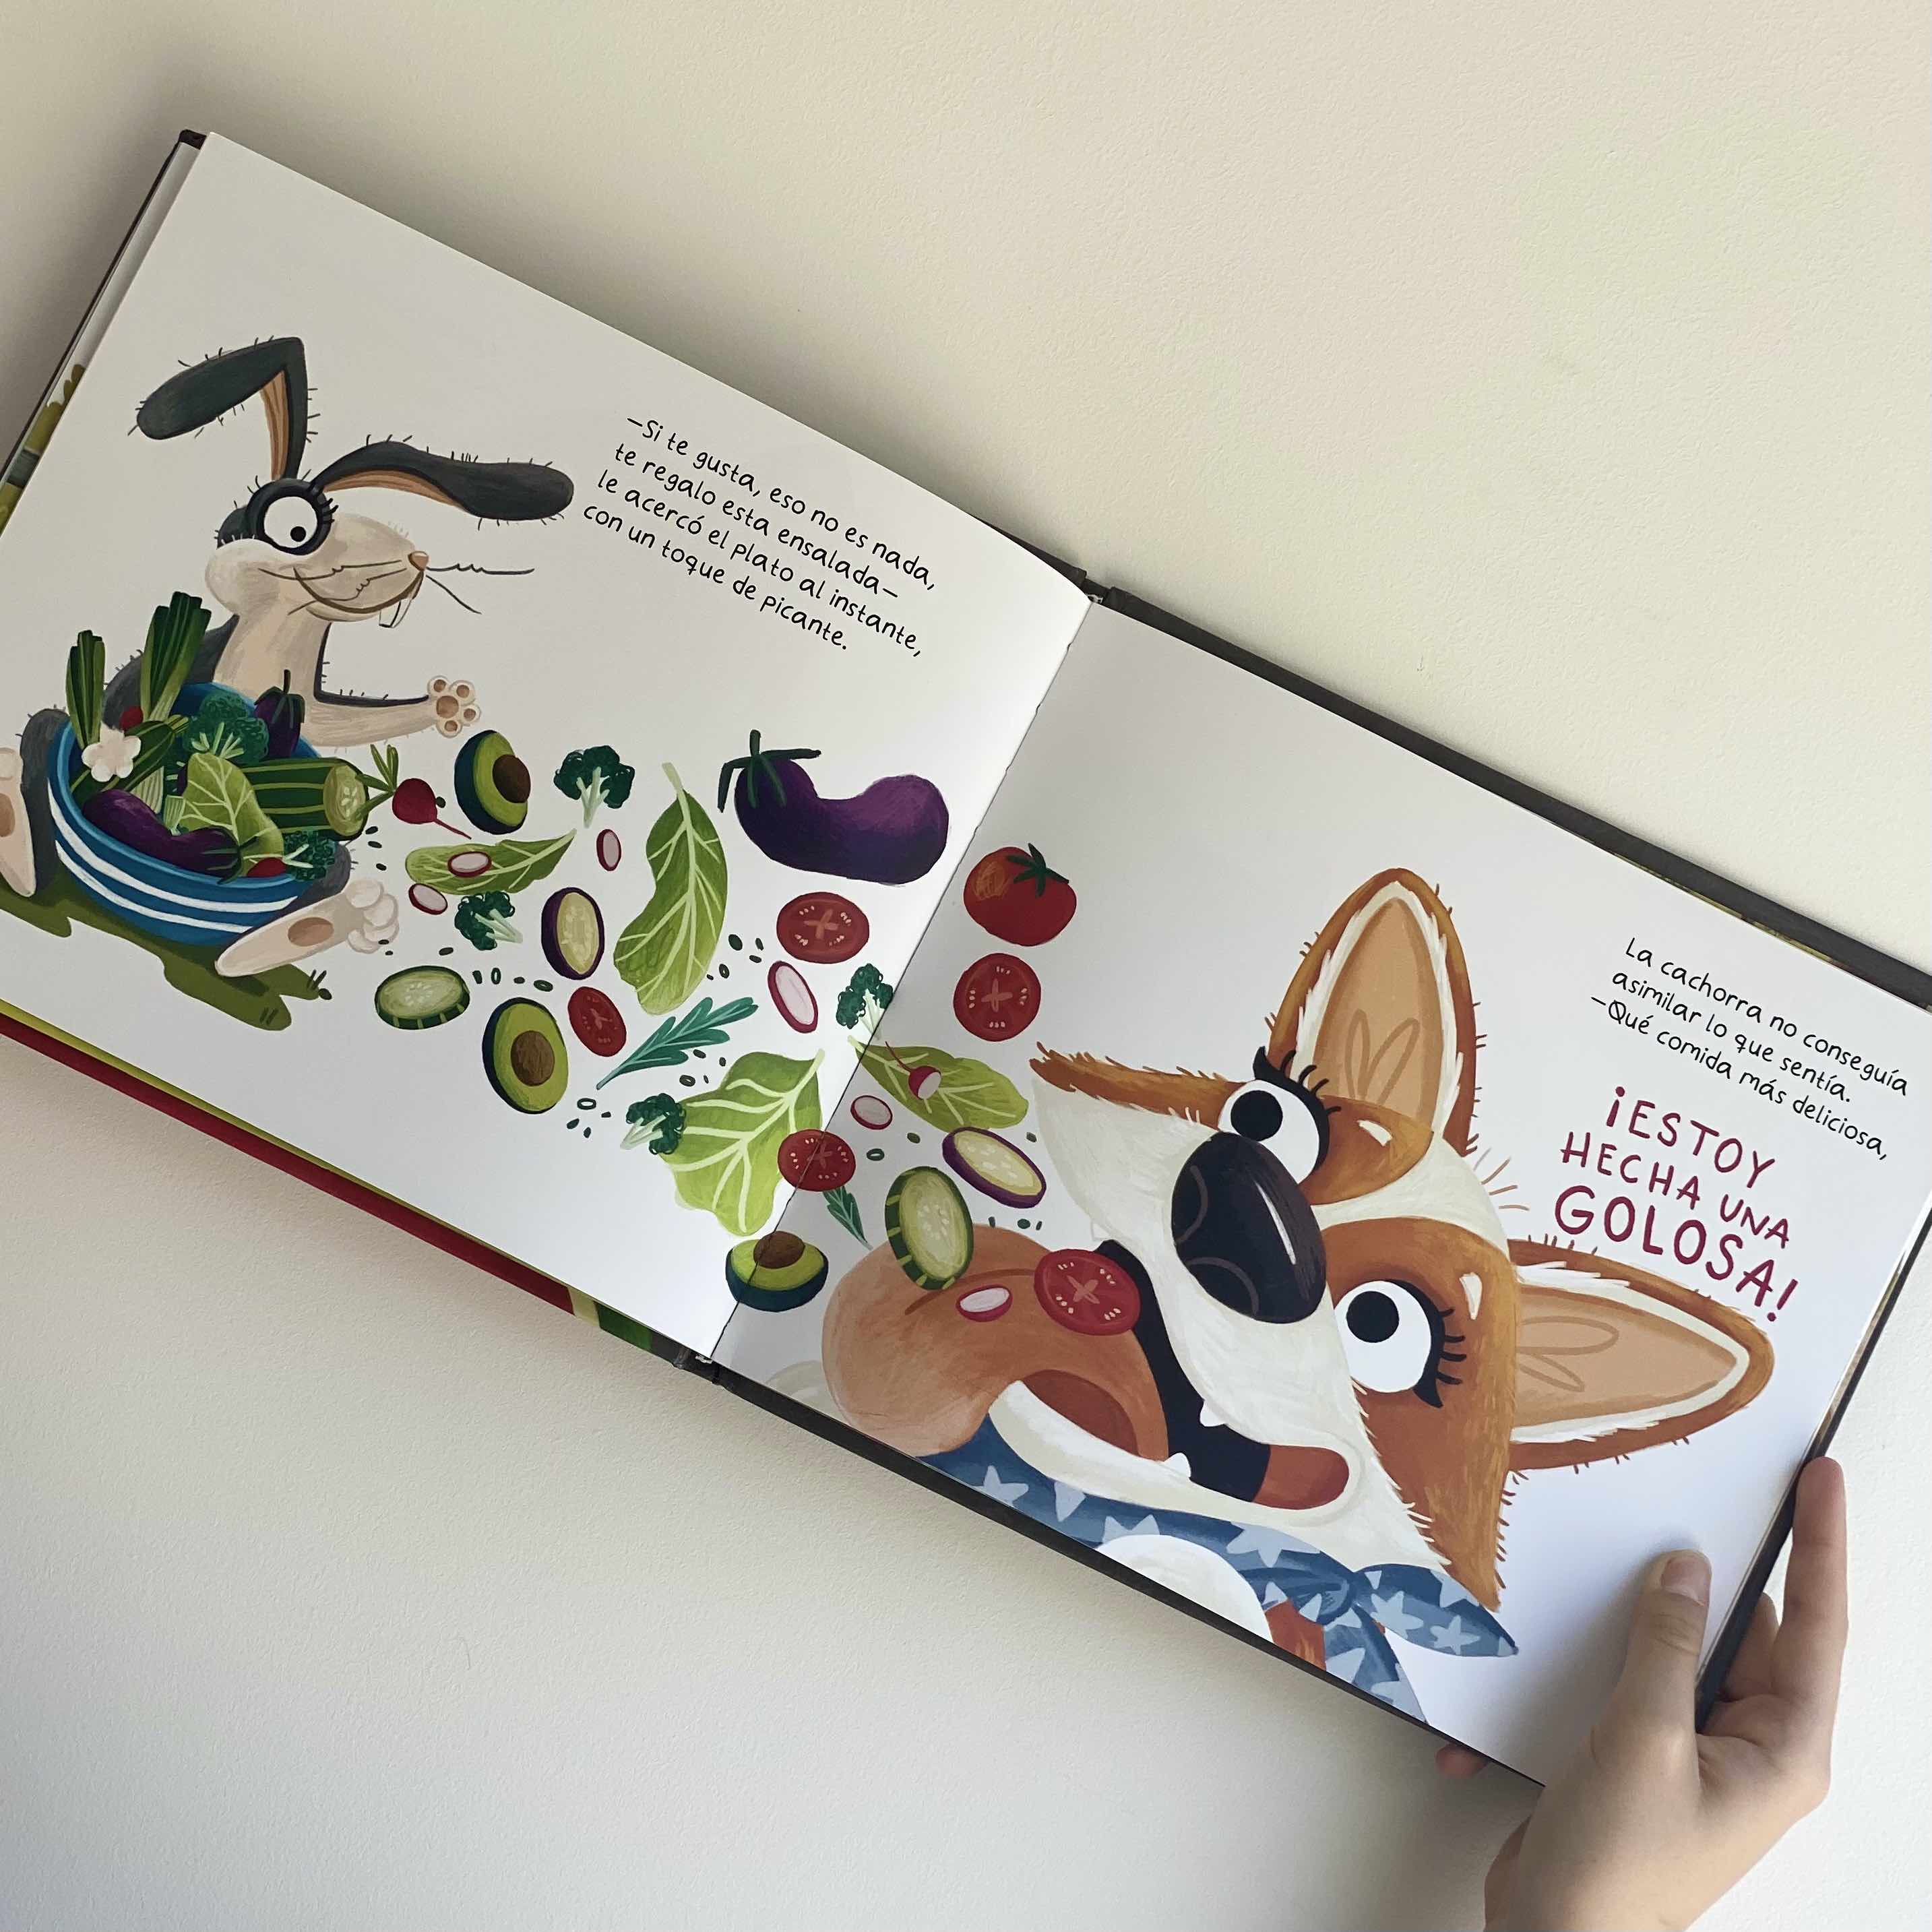 —Si te gusta, eso no es nada,
te regalo esta ensalada—
le acercó el plato al instante,
con un toque de picante.
La cachorra no conseguía
asimilar lo que sentía.
—Qué comida más deliciosa,
¡ESTOY
HECHA UNA
GOLOSA!